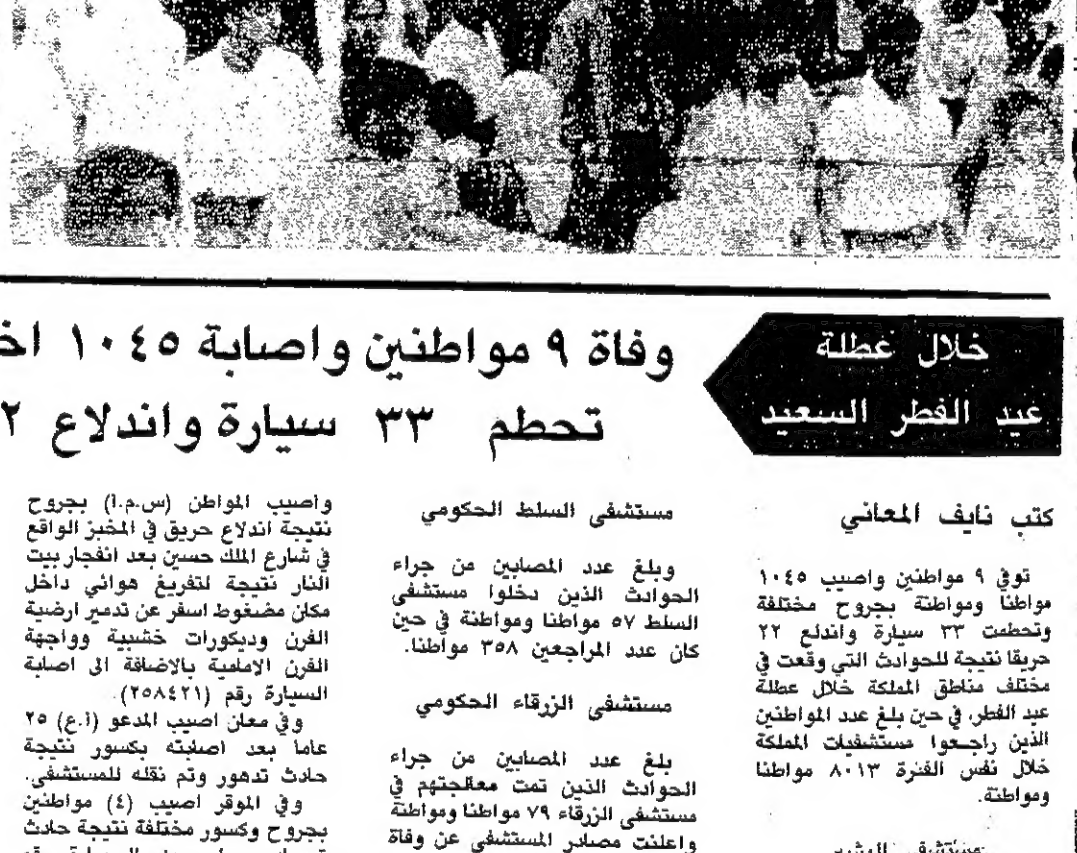 خلال غطلة
عيد الفطر السعيد
وفاة ٩ مواطنين واصابة ١٠٤٥ اخ
تحطم ٣٣ سيارة واندلاع ٢
كتب نايف المعاني
توفي ٩ مواطنين واصيب ١٠٤٥
مواطنا ومواطنة بجروح مختلفة
وتحطمت ٣٣ سيارة واندلع ٢٢
حريقا نتيجة للحوادث التي وقعت في
مختلف مناطق المملكة خلال عطلة
عيد الفطر، في حين بلغ عدد المواطنين
الذين راجعوا مستشفيات المملكة
خلال نفس الفترة ٨٠١٣ مواطنا
ومواطنة.
مستشفى البشير
مستشفى السلط الحكومي
وبلغ عدد المصابين من جراء
الحوادث الذين دخلوا مستشفى
السلط ٥٧ مواطنا ومواطنة في حين
كان عدد المراجعين ٣٥٨ مواطنا.
مستشفى الزرقاء الحكومي
بلغ عدد المصابين من جراء
الحوادث الذين تمت معالجتهم في
مستشفى الزرقاء ٧٩ مواطنا ومواطنة
واعلنت مصادر المستشفى عن وفاة
واصيب المواطن (س.م.ا) بجروح
نتيجة اندلاع حريق في المخبز الواقع
في شارع الملك حسين بعد انفجار بيت
النار نتيجة لتفريغ هوائي داخل
مكان مضغوط اسفر عن تدمير ارضية
الفرن وديكورات خشبية وواجهة
الفرن الامامية بالاضافة الى اصابة
السيارة رقم (٢٥٨٤٢١).
وفي معان اصيب المدعو (أ.ع) ٢٥
عاما بعد اصابته بكسور نتيجة
حادث تدهور وتم نقله للمستشفى.
وفي الموقر اصيب (٤) مواطنين
بجروح وكسور مختلفة نتيجة حادث